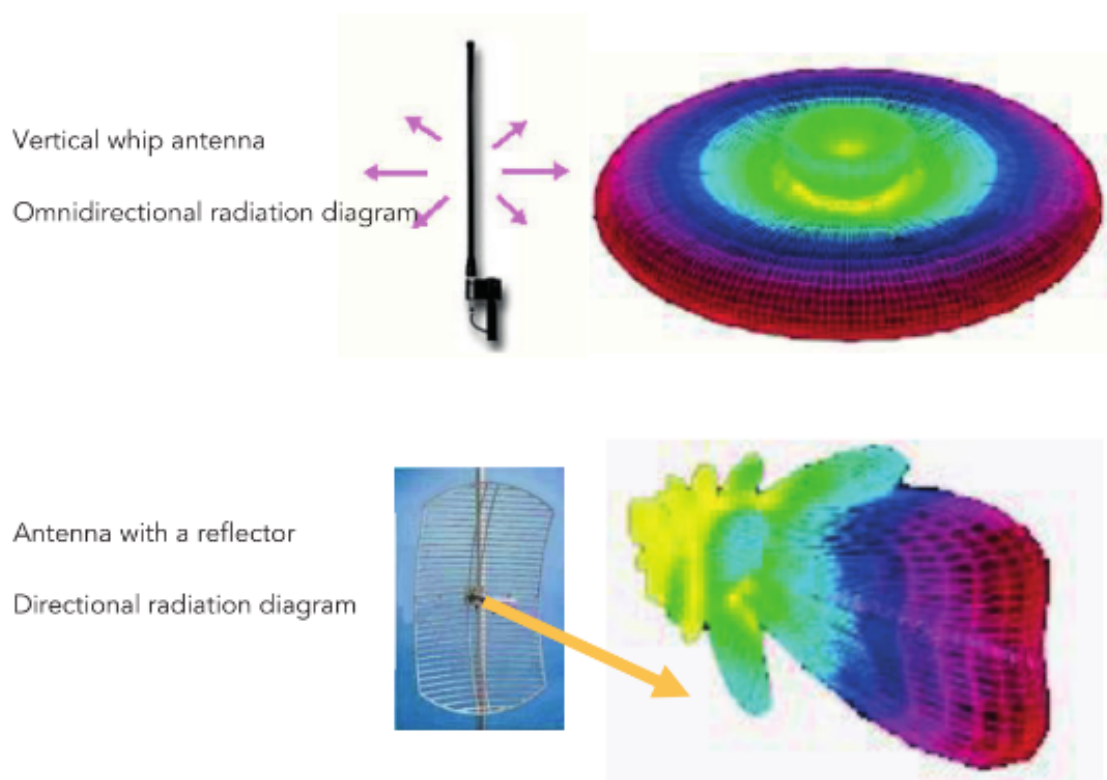 Vertical whip antenna
Omnidirectional radiation diagram
Antenna with a reflector
Directional radiation diagram